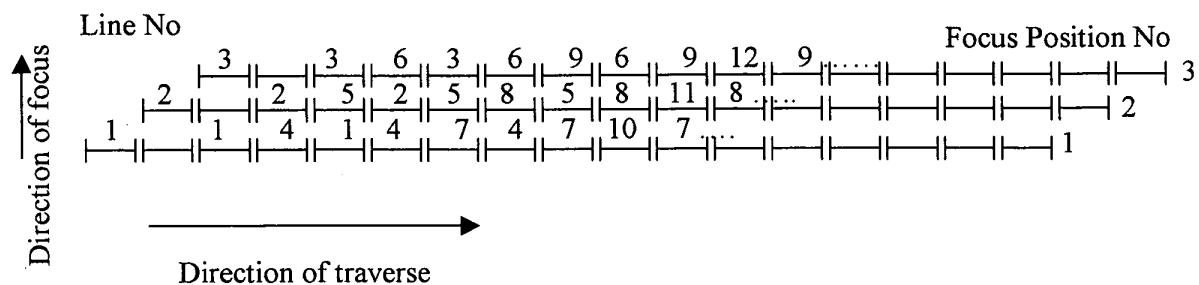 Line No
Focus Position No
3 3 6 3 6 9 6 9 12 9 ...... 3
2 2 5 2 5 8 5 8 11 8 ...... 2
1 1 4 1 4 7 4 7 10 7 ..... 1
Direction of focus
Direction of traverse